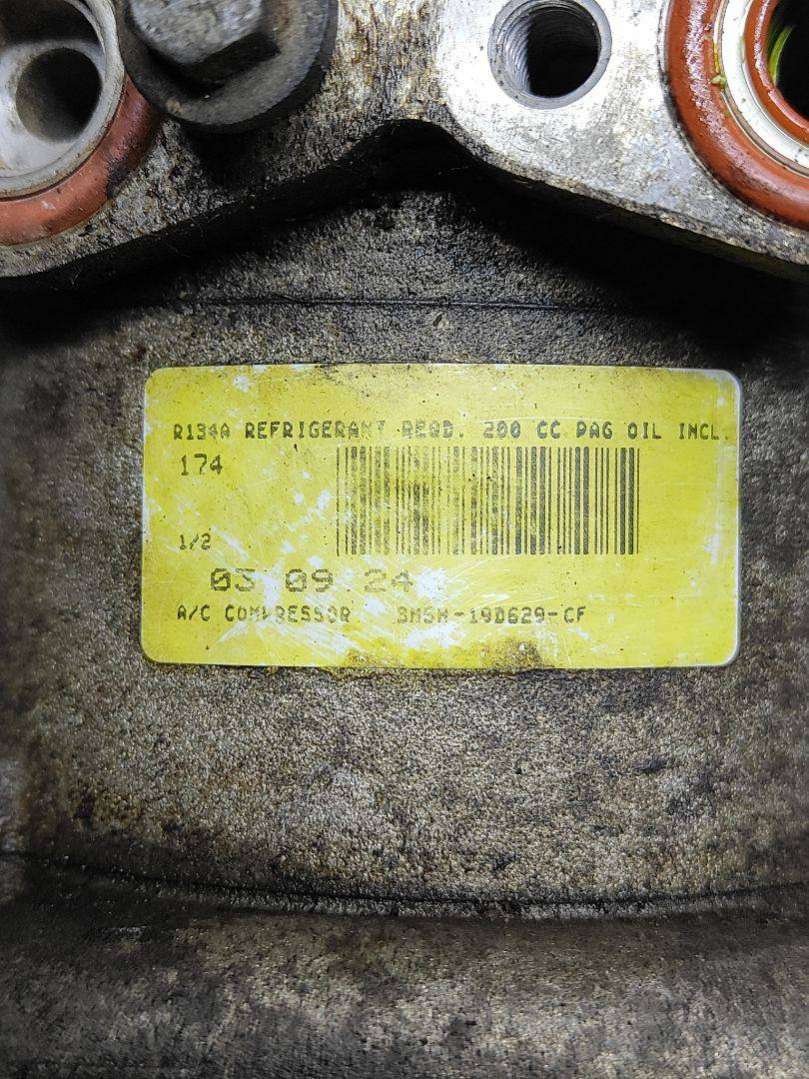 R134A REFRIGERANT REQD. 200 CC PAG OIL INCL.
174
1/2
03 09 24
A/C COMPRESSOR 3M5H-19D629-CF